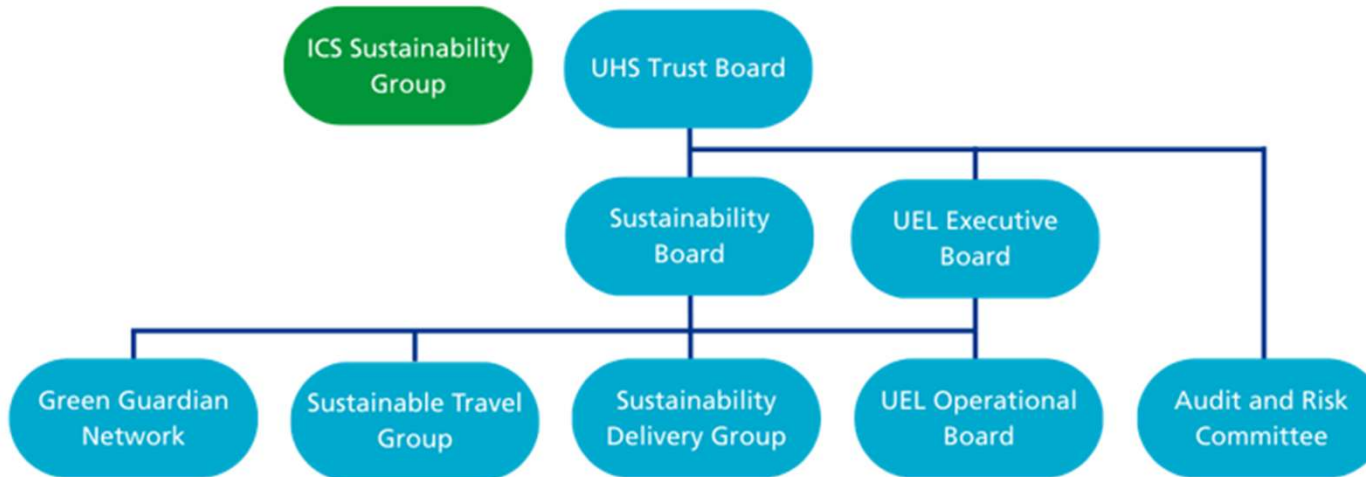 ICS Sustainability
Group
UHS Trust Board
Sustainability
Board
UEL Executive
Board
Green Guardian
Network
Sustainable Travel
Group
Sustainability
Delivery Group
UEL Operational
Board
Audit and Risk
Committee